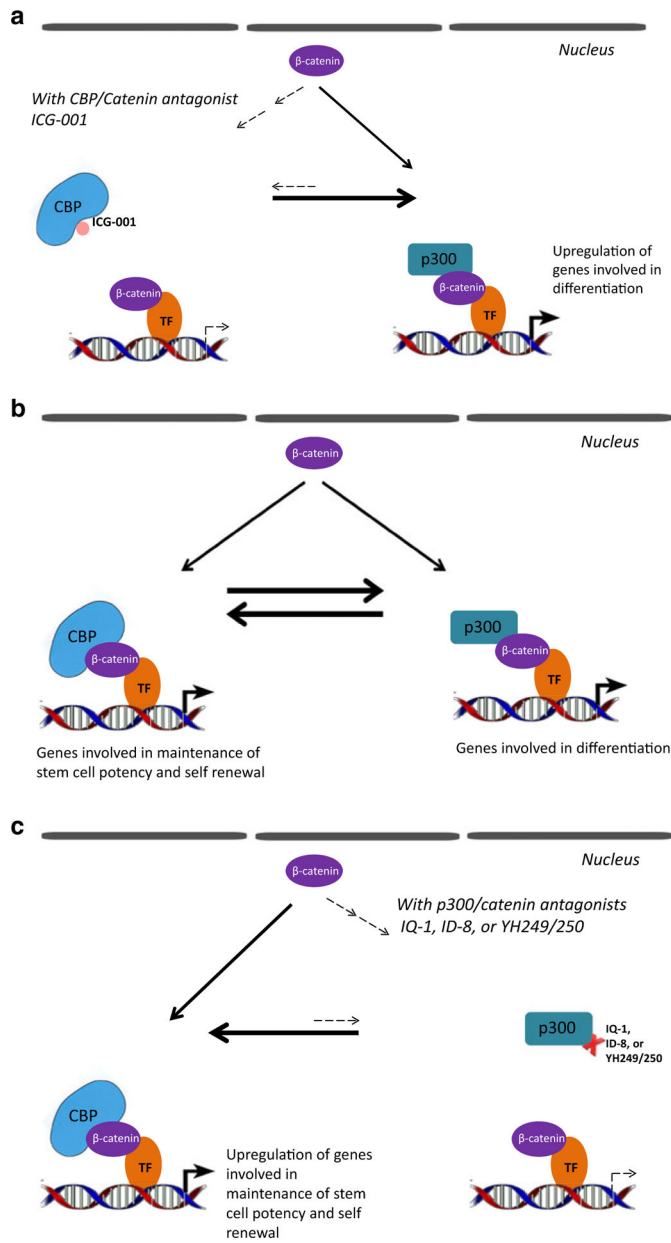 a
Nucleus
β-catenin
With CBP/Catenin antagonist
ICG-001
CBP
ICG-001
p300
Upregulation of
genes involved in
differentiation
β-catenin
β-catenin
TF
TF
b
Nucleus
β-catenin
CBP
p300
β-catenin
β-catenin
TF
TF
Genes involved in maintenance of
stem cell potency and self renewal
Genes involved in differentiation
c
Nucleus
β-catenin
With p300/catenin antagonists
IQ-1, ID-8, or YH249/250
p300
IQ-1,
ID-8, or
YH249/250
CBP
β-catenin
TF
Upregulation of genes
involved in
maintenance of stem
cell potency and self
renewal
β-catenin
TF